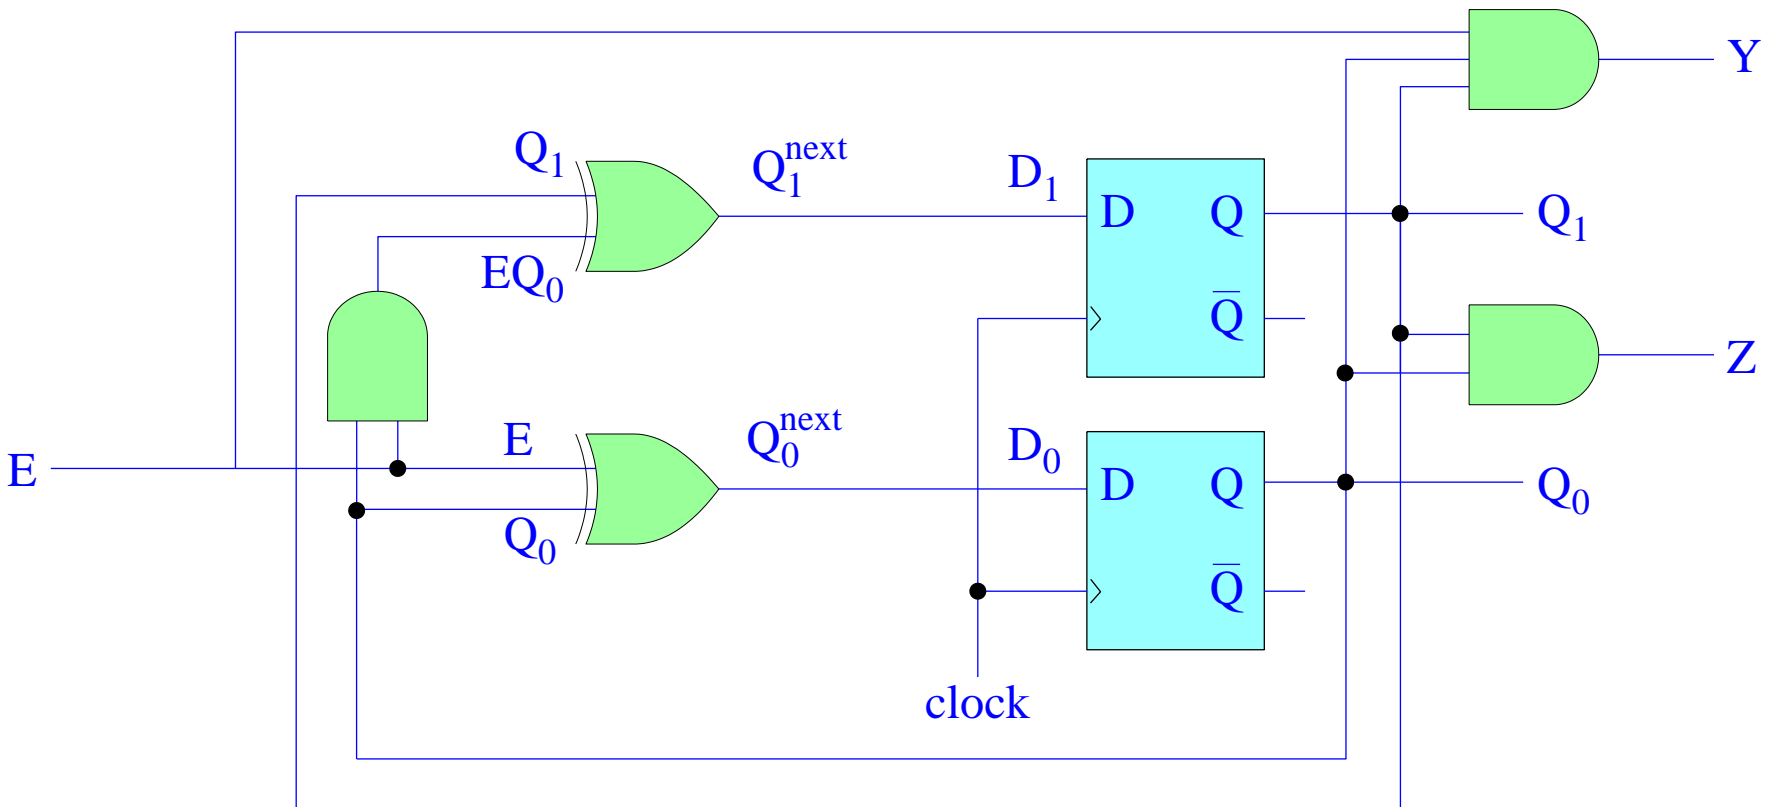 Y
Q₁ Q₁ⁿᵉˣᵗ D₁
D Q Q₁
EQ₀
Q̅
Z
E Q₀ⁿᵉˣᵗ D₀
E D Q Q₀
Q₀
Q̅
clock